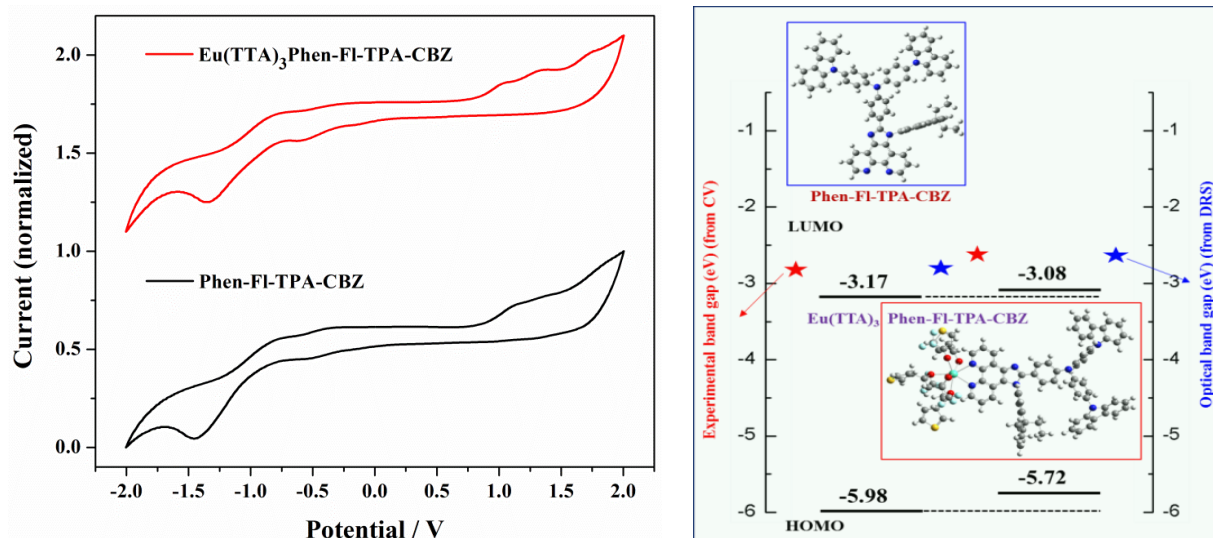 2.0
1.5
1.0
0.5
0.0
Current (normalized)
Eu(TTA)3Phen-Fl-TPA-CBZ
Phen-Fl-TPA-CBZ
-2.0 -1.5 -1.0 -0.5 0.0 0.5 1.0 1.5 2.0
Potential / V
Experimental band gap (eV) (from CV)
-1
-2
-3
-4
-5
-6
Phen-Fl-TPA-CBZ
LUMO
-3.17
-3.08
Eu(TTA)3 Phen-Fl-TPA-CBZ
-5.98
-5.72
HOMO
-1
-2
-3
-4
-5
-6
Optical band gap (eV) (from DRS)